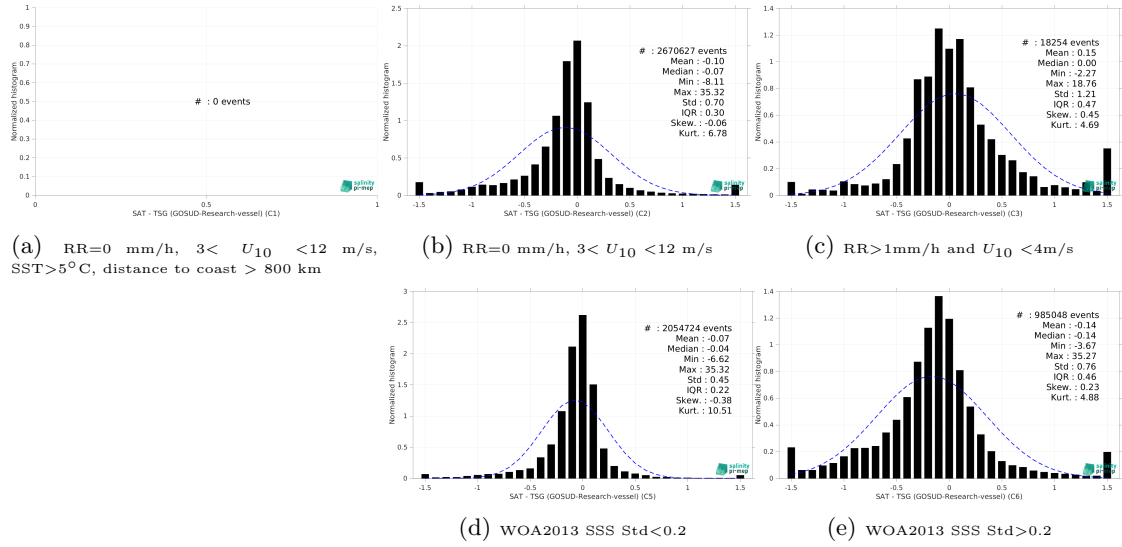 Normalized histogram
1
0.9
0.8
0.7
0.6
0.5
0.4
0.3
0.2
0.1
0
# : 0 events
salinity
pi-mep
0 0.5 1
SAT - TSG (GOSUD-Research-vessel) (C1)
(a) RR=0 mm/h, 3< U10 <12 m/s,
SST>5°C, distance to coast > 800 km
Normalized histogram
2.5
2
1.5
1
0.5
0
# : 2670627 events
Mean : -0.10
Median : -0.07
Min : -8.11
Max : 35.32
Std : 0.70
IQR : 0.30
Skew. : -0.06
Kurt. : 6.78
salinity
pi-mep
-1.5 -1 -0.5 0 0.5 1 1.5
SAT - TSG (GOSUD-Research-vessel) (C2)
(b) RR=0 mm/h, 3< U10 <12 m/s
Normalized histogram
1.4
1.2
1
0.8
0.6
0.4
0.2
0
# : 18254 events
Mean : 0.15
Median : 0.00
Min : -2.27
Max : 18.76
Std : 1.21
IQR : 0.47
Skew. : 0.45
Kurt. : 4.69
salinity
pi-mep
-1.5 -1 -0.5 0 0.5 1 1.5
SAT - TSG (GOSUD-Research-vessel) (C3)
(c) RR>1mm/h and U10 <4m/s
Normalized histogram
3
2.5
2
1.5
1
0.5
0
# : 2054724 events
Mean : -0.07
Median : -0.04
Min : -6.62
Max : 35.32
Std : 0.45
IQR : 0.22
Skew. : -0.38
Kurt. : 10.51
salinity
pi-mep
-1.5 -1 -0.5 0 0.5 1 1.5
SAT - TSG (GOSUD-Research-vessel) (C5)
(d) WOA2013 SSS Std<0.2
Normalized histogram
1.4
1.2
1
0.8
0.6
0.4
0.2
0
# : 985048 events
Mean : -0.14
Median : -0.14
Min : -3.67
Max : 35.27
Std : 0.76
IQR : 0.46
Skew. : 0.23
Kurt. : 4.88
salinity
pi-mep
-1.5 -1 -0.5 0 0.5 1 1.5
SAT - TSG (GOSUD-Research-vessel) (C6)
(e) WOA2013 SSS Std>0.2